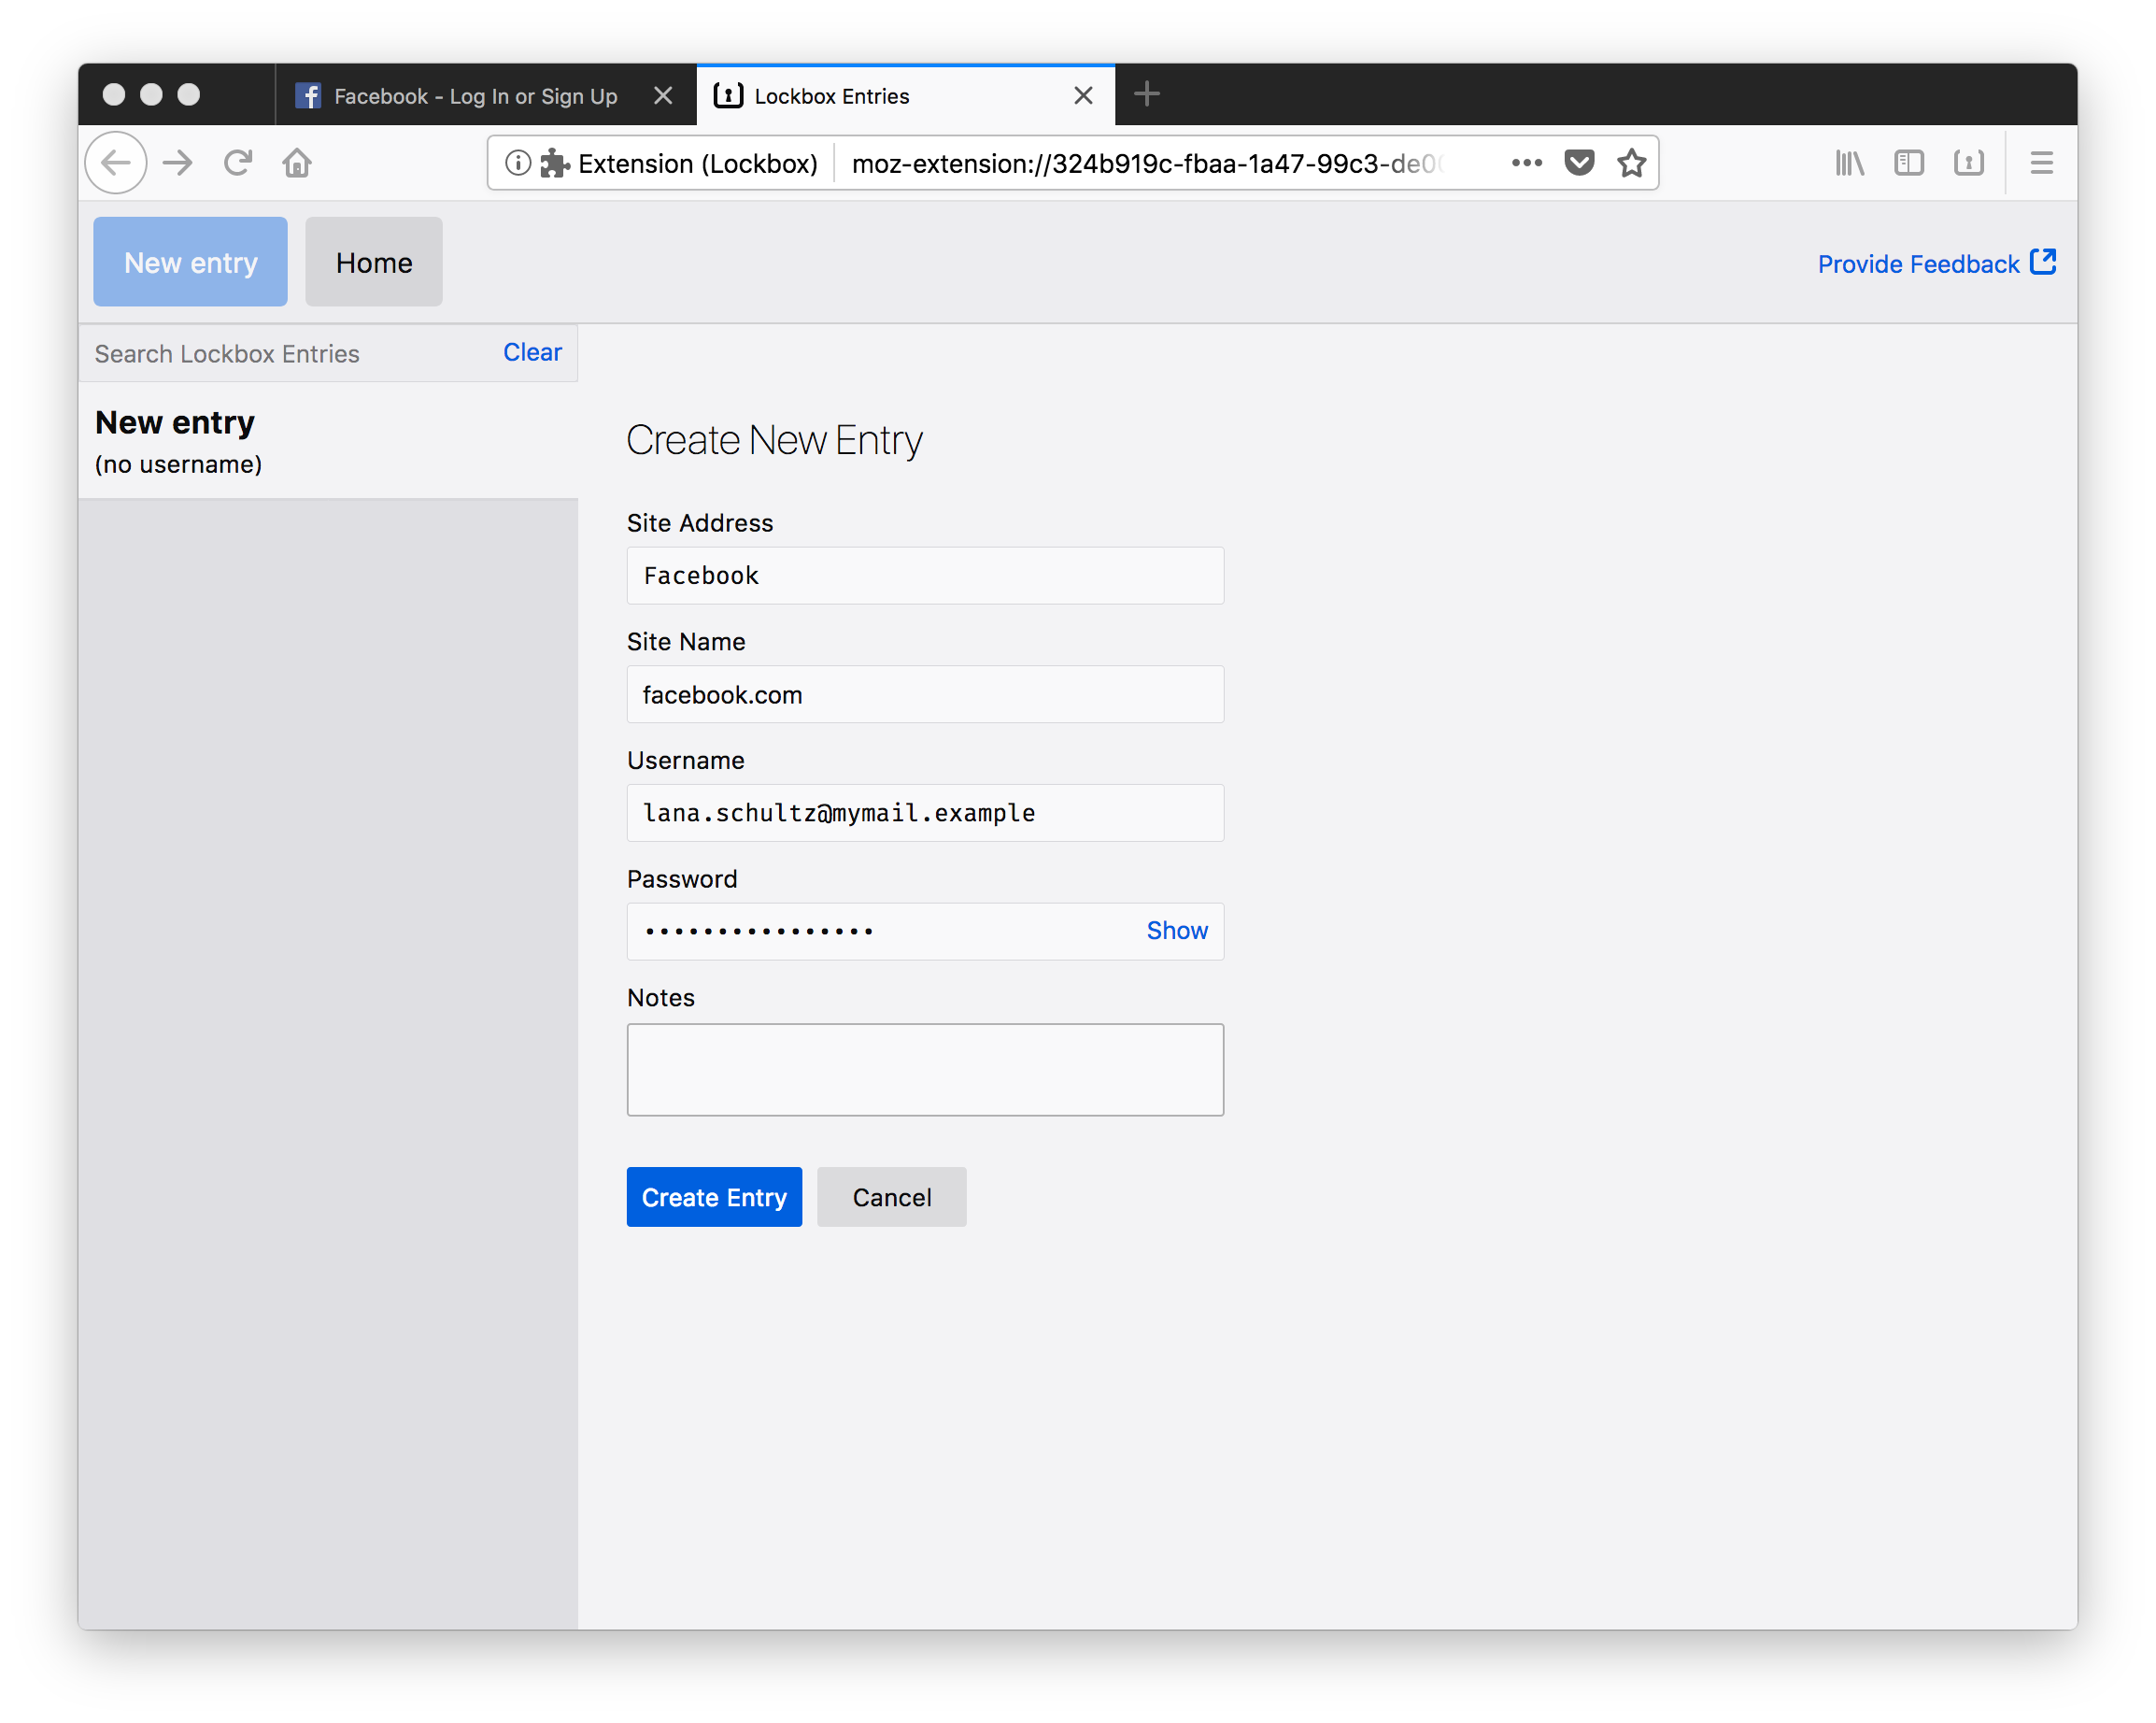 Facebook - Log In or Sign Up
Lockbox Entries
Extension (Lockbox) moz-extension://324b919c-fbaa-1a47-99c3-de0
New entry Home Provide Feedback
Search Lockbox Entries Clear
New entry
(no username)
Create New Entry
Site Address
Facebook
Site Name
facebook.com
Username
lana.schultz@mymail.example
Password
•••••••••••••••• Show
Notes
Create Entry Cancel